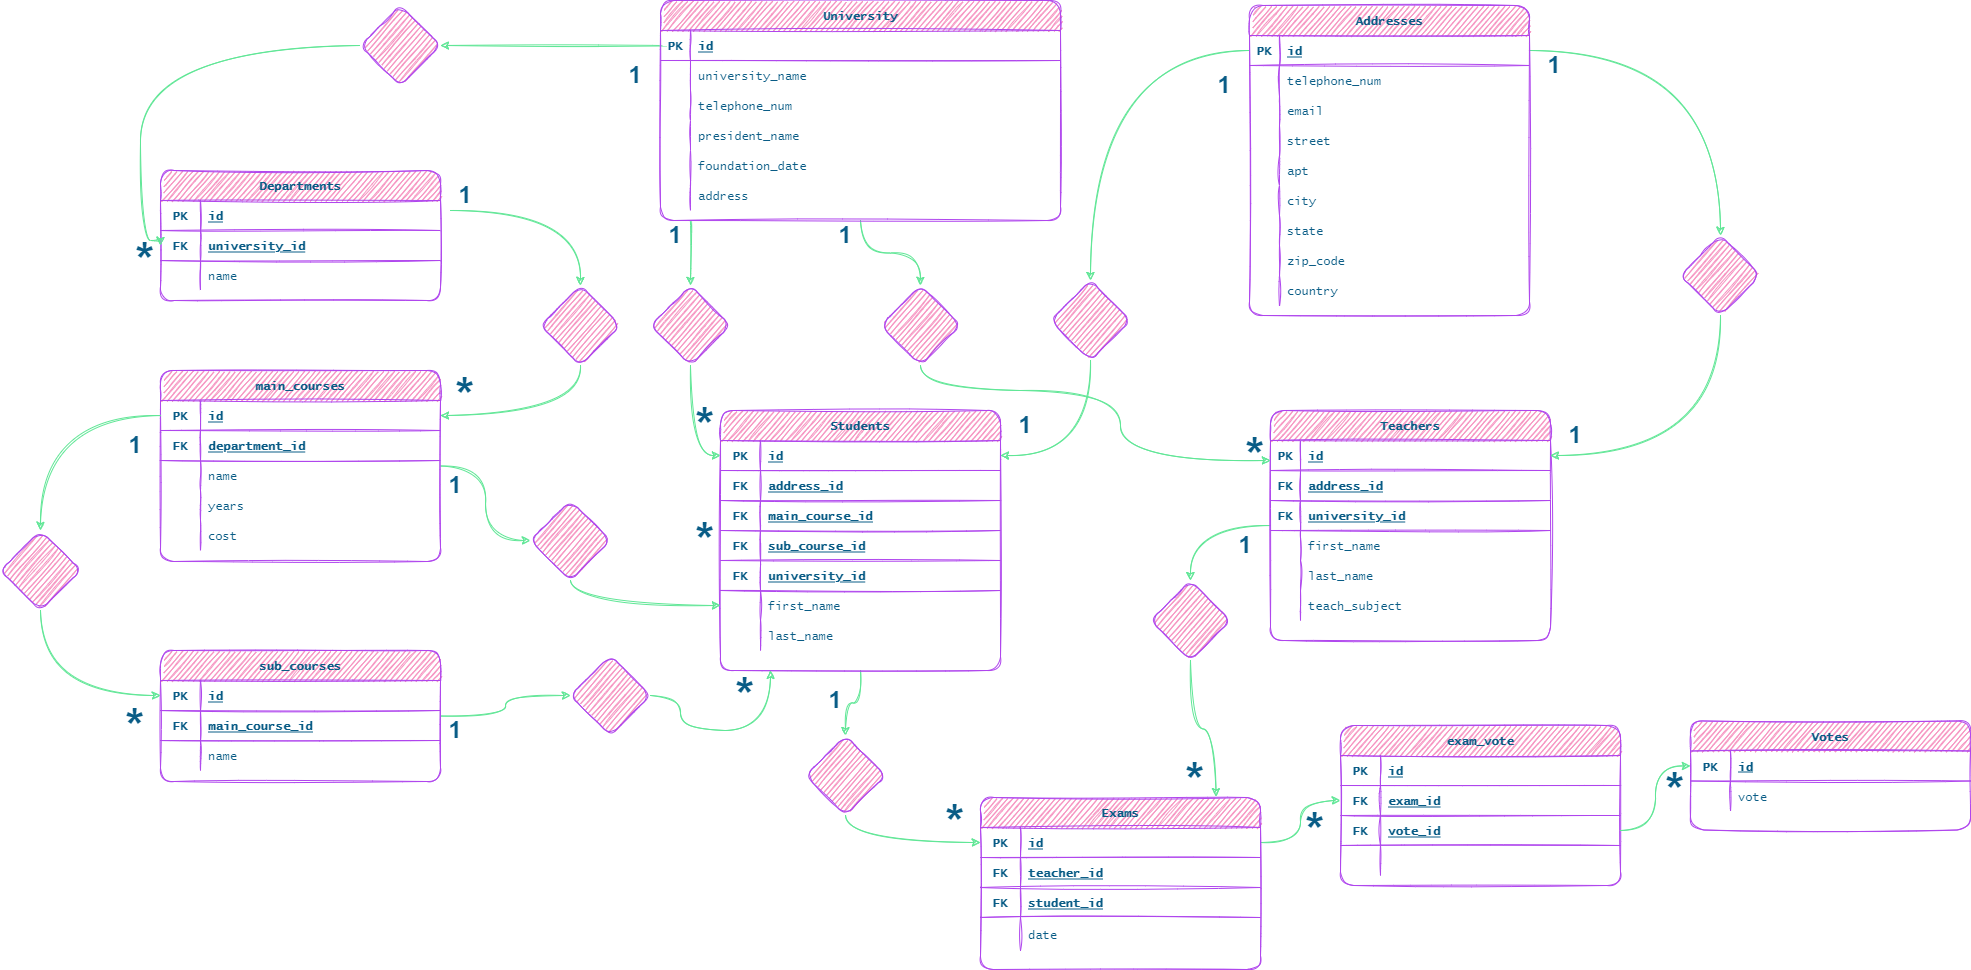 University
PK id
university_name
telephone_num
president_name
foundation_date
address
1
1
1
Addresses
PK id
telephone_num
email
street
apt
city
state
zip_code
country
1
1
Departments
PK id
FK university_id
name
1
*
main_courses
PK id
FK department_id
name
years
cost
*
1
1
Students
PK id
FK address_id
FK main_course_id
FK sub_course_id
FK university_id
first_name
last_name
*
*
1
*
1
Teachers
PK id
FK address_id
FK university_id
first_name
last_name
teach_subject
*
1
1
sub_courses
PK id
FK main_course_id
name
*
1
Exams
PK id
FK teacher_id
FK student_id
date
*
*
exam_vote
PK id
FK exam_id
FK vote_id
*
Votes
PK id
vote
*